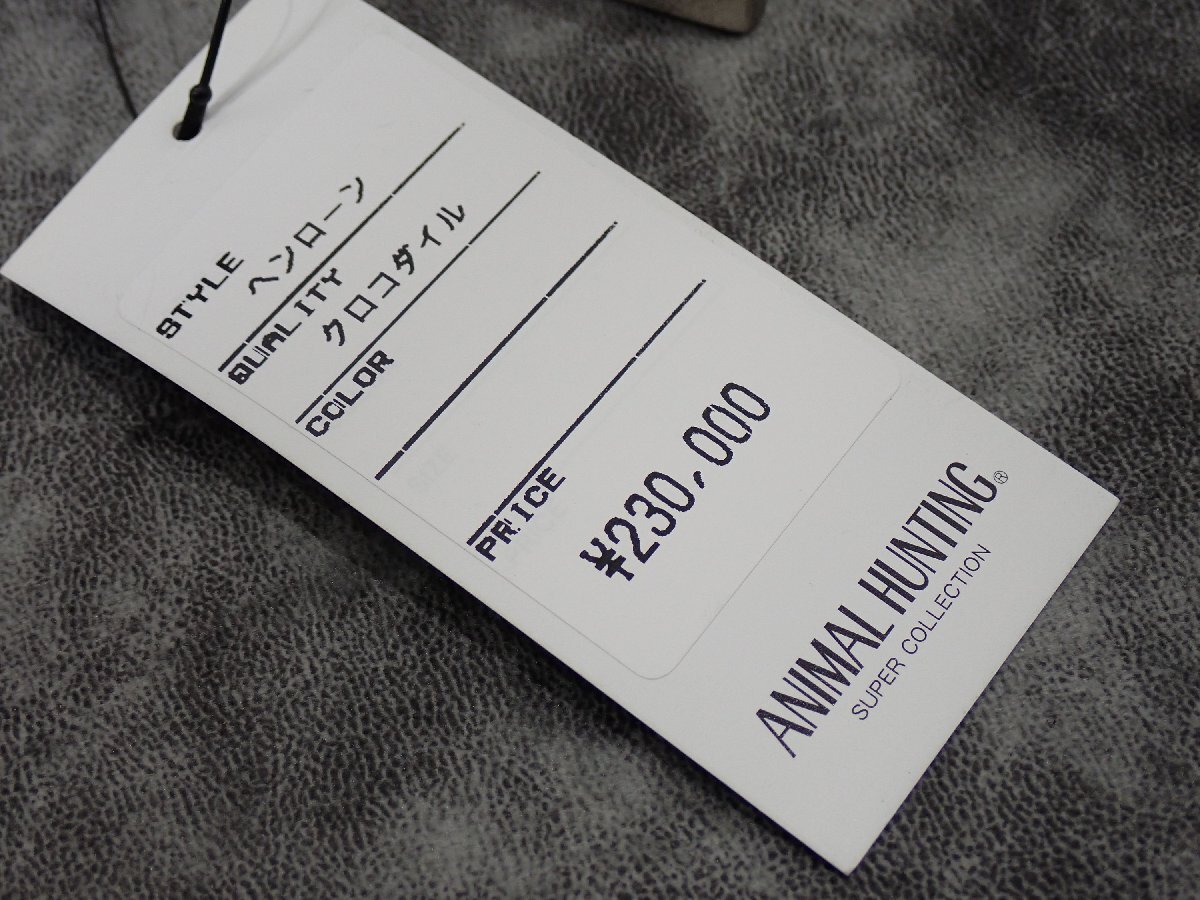 STYLE
ヘンローン
QUALITY
クロコダイル
COLOR
PRICE
¥230,000
ANIMAL HUNTING®
SUPER COLLECTION